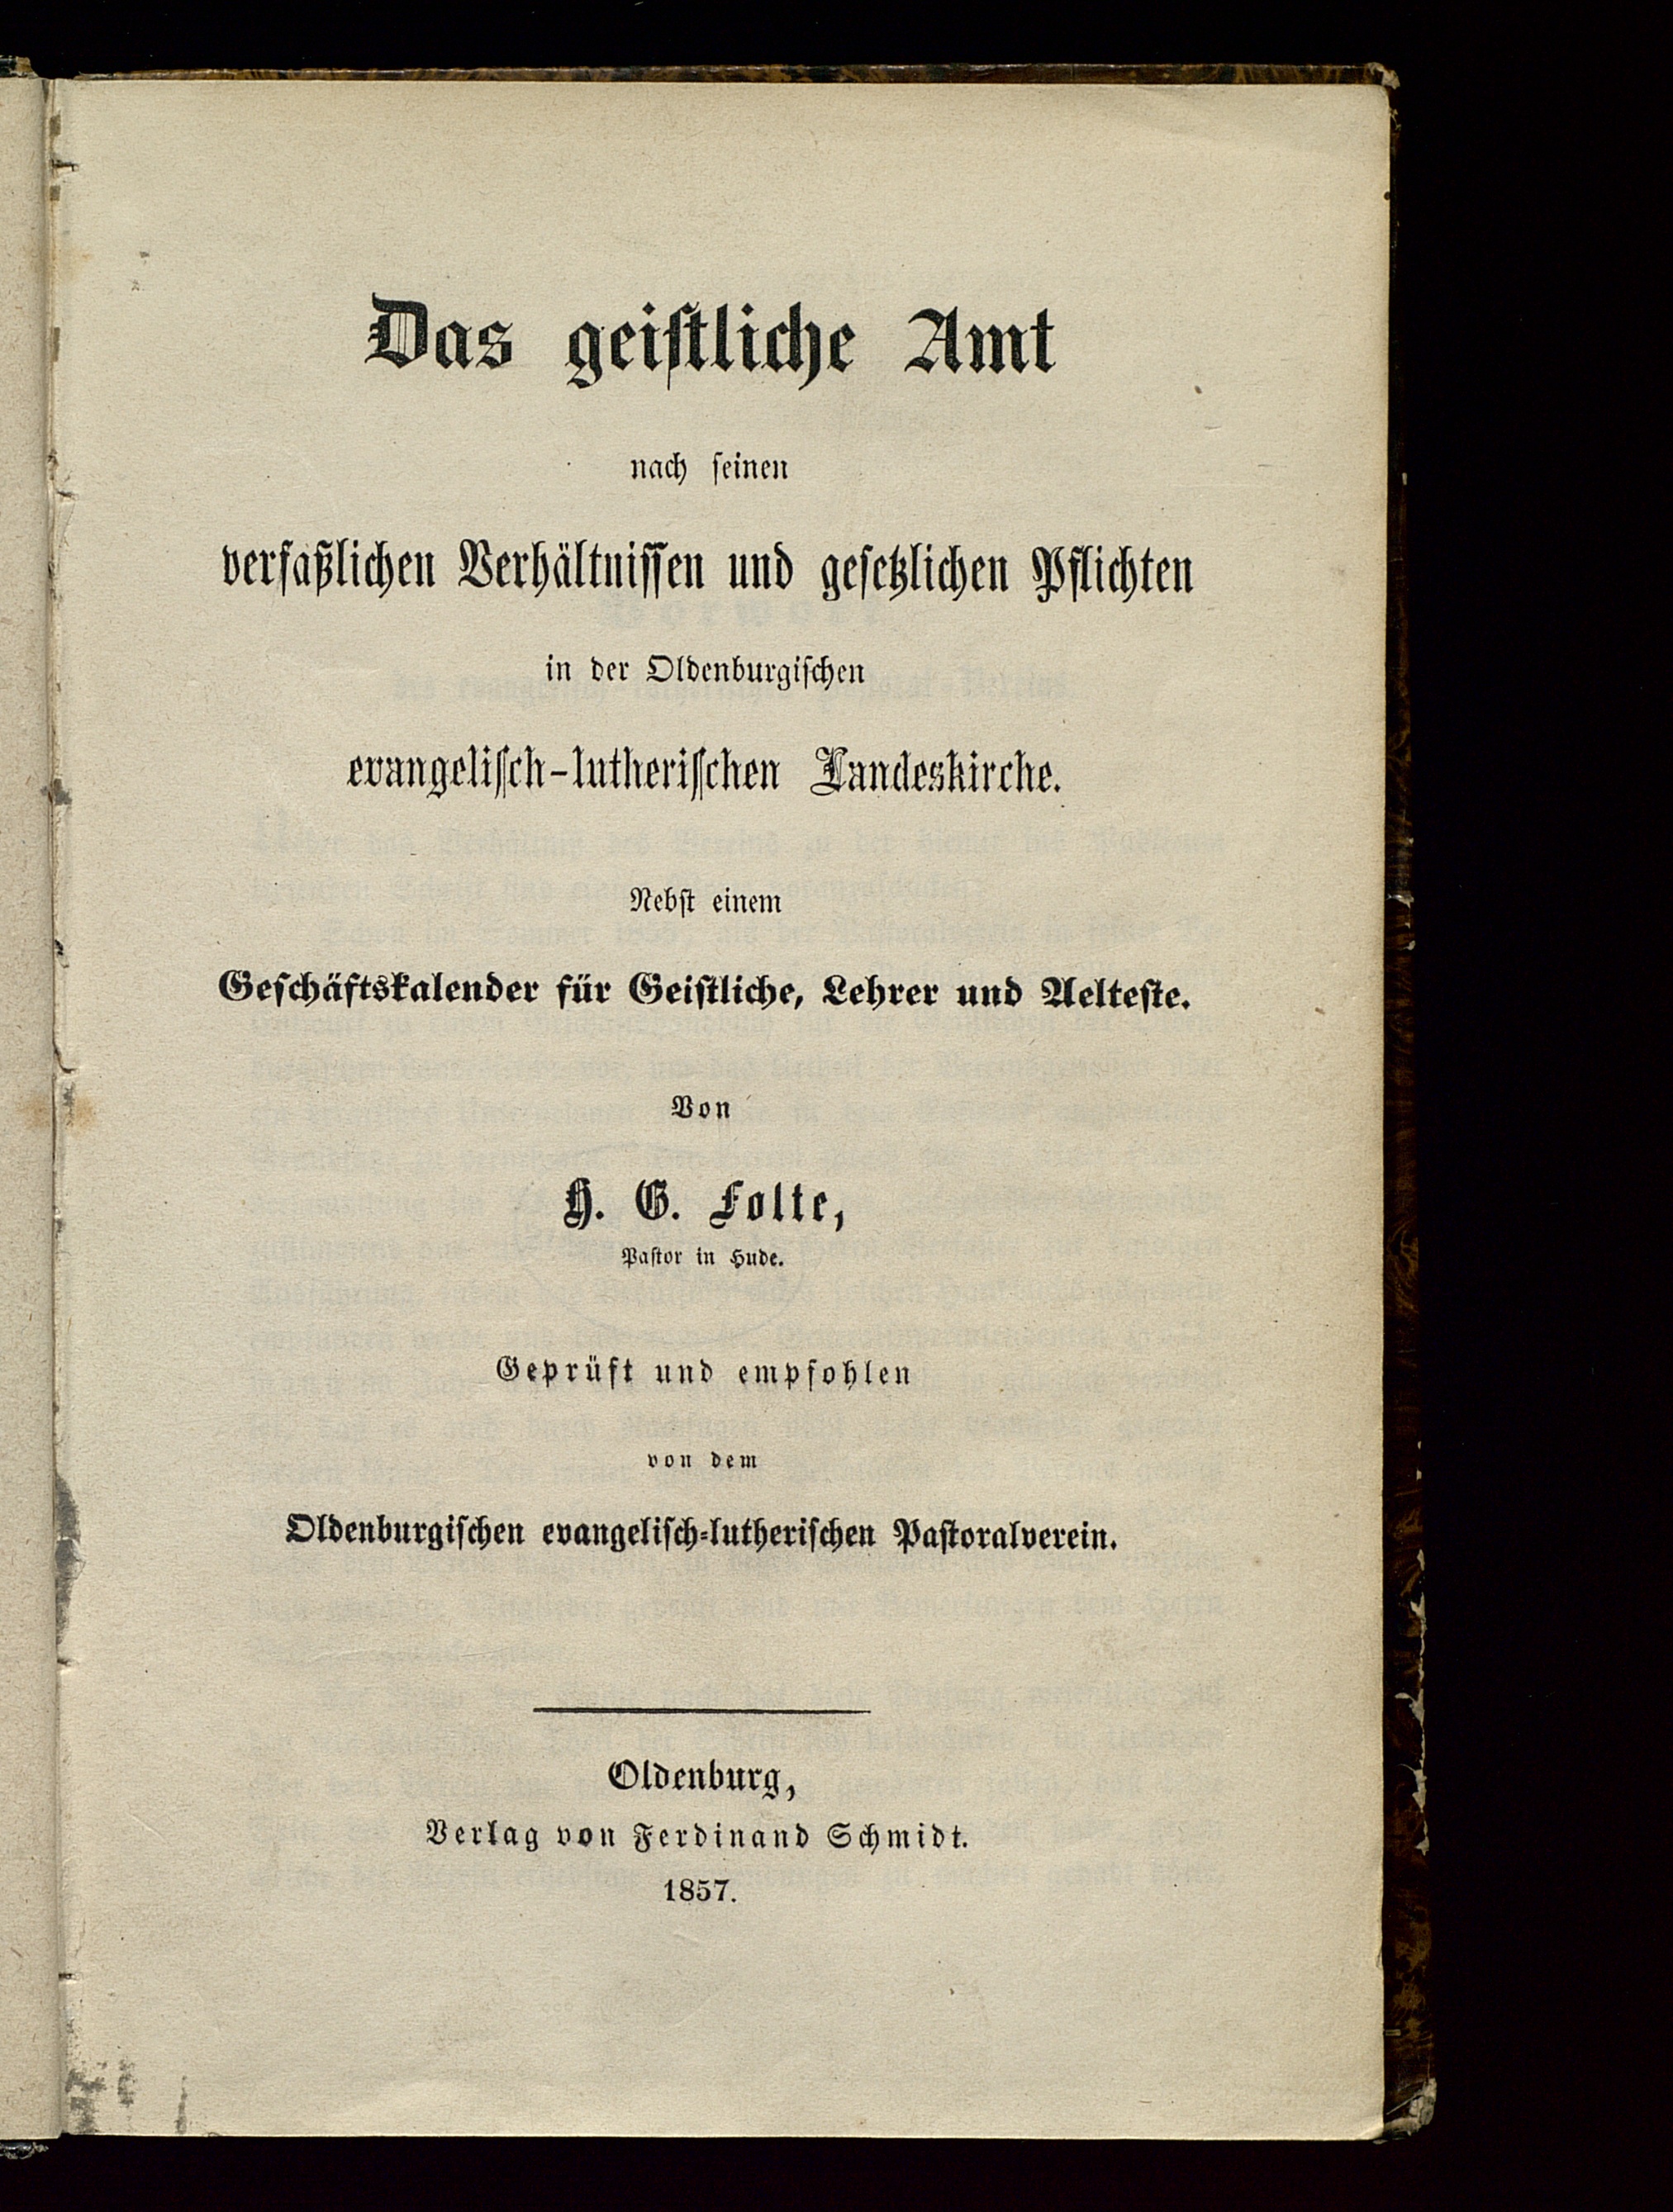 Das geistliche Amt
nach seinen
verfaßlichen Verhältnissen und gesetzlichen Pflichten
in der Oldenburgischen
evangelisch-lutherischen Landeskirche.
Nebst einem
Geschäftskalender für Geistliche, Lehrer und Aelteste.
Von
H. G. Folte,
Pastor in Hude.
Geprüft und empfohlen
von dem
Oldenburgischen evangelisch-lutherischen Pastoralverein.
Oldenburg,
Verlag von Ferdinand Schmidt.
1857.